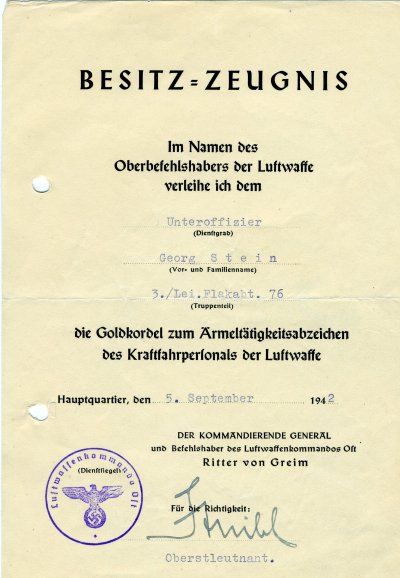 BESITZ=ZEUGNIS
Im Namen des
Oberbefehlshabers der Luftwaffe
verleihe ich dem
Unteroffizier
(Dienstgrad)
Georg Stein
(Vor- und Familienname)
3./Lei.Flakabt. 76
(Truppenteil)
die Goldkordel zum Ärmeltätigkeitsabzeichen
des Kraftfahrpersonals der Luftwaffe
Hauptquartier, den 5. September 1942
DER KOMMANDIERENDE GENERAL
und Befehlshaber des Luftwaffenkommandos Ost
Ritter von Greim
Luftwaffenkommando Ost
(Dienstsiegel)
Für die Richtigkeit:
Oberstleutnant.